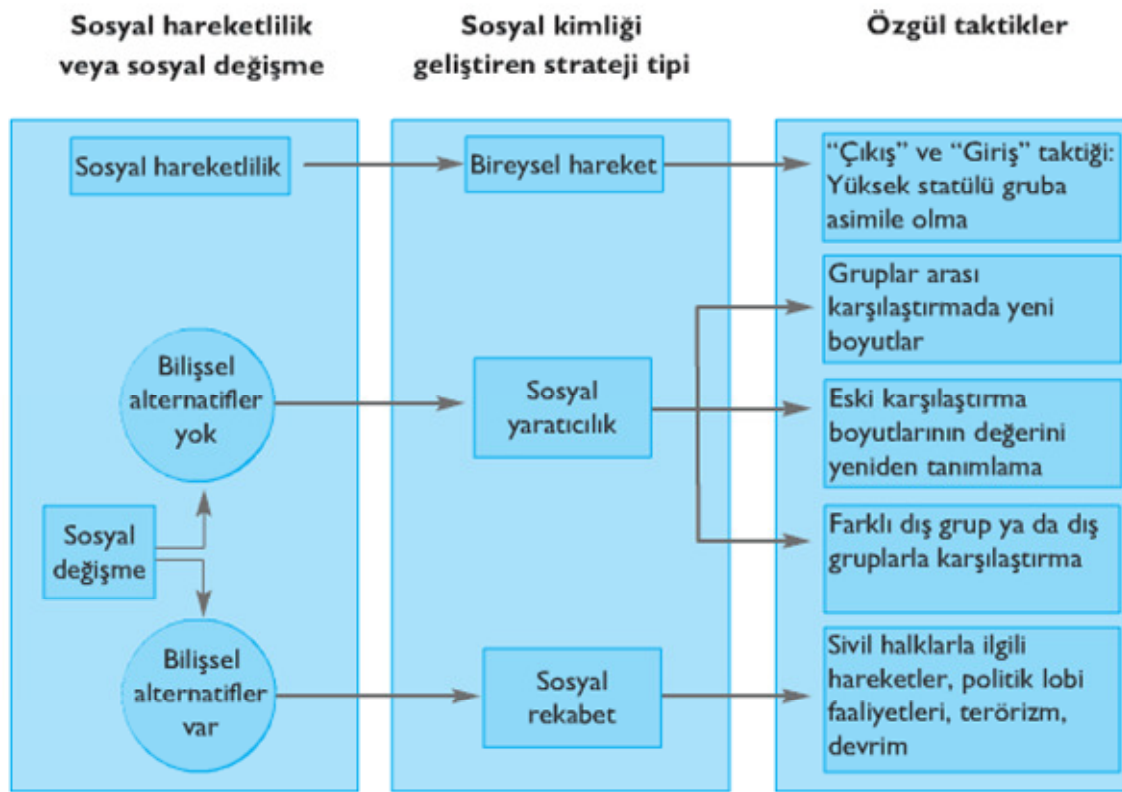 Sosyal hareketlilik
veya sosyal değişme
Sosyal kimliği
geliştiren strateji tipi
Özgül taktikler
Sosyal hareketlilik
Bireysel hareket
“Çıkış” ve “Giriş” taktiği:
Yüksek statülü gruba
asimile olma
Gruplar arası
karşılaştırmada yeni
boyutlar
Bilişsel
alternatifler
yok
Sosyal
yaratıcılık
Eski karşılaştırma
boyutlarının değerini
yeniden tanımlama
Sosyal
değişme
Farklı dış grup ya da dış
gruplarla karşılaştırma
Bilişsel
alternatifler
var
Sosyal
rekabet
Sivil halklarla ilgili
hareketler, politik lobi
faaliyetleri, terörizm,
devrim